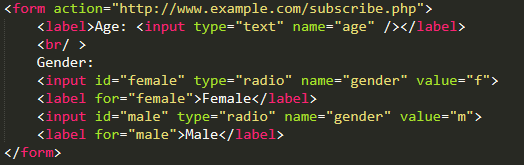 <form action="http://www.example.com/subscribe.php">
    <label>Age: <input type="text" name="age" /></label>
    <br/ >
    Gender:
    <input id="female" type="radio" name="gender" value="f">
    <label for="female">Female</label>
    <input id="male" type="radio" name="gender" value="m">
    <label for="male">Male</label>
</form>